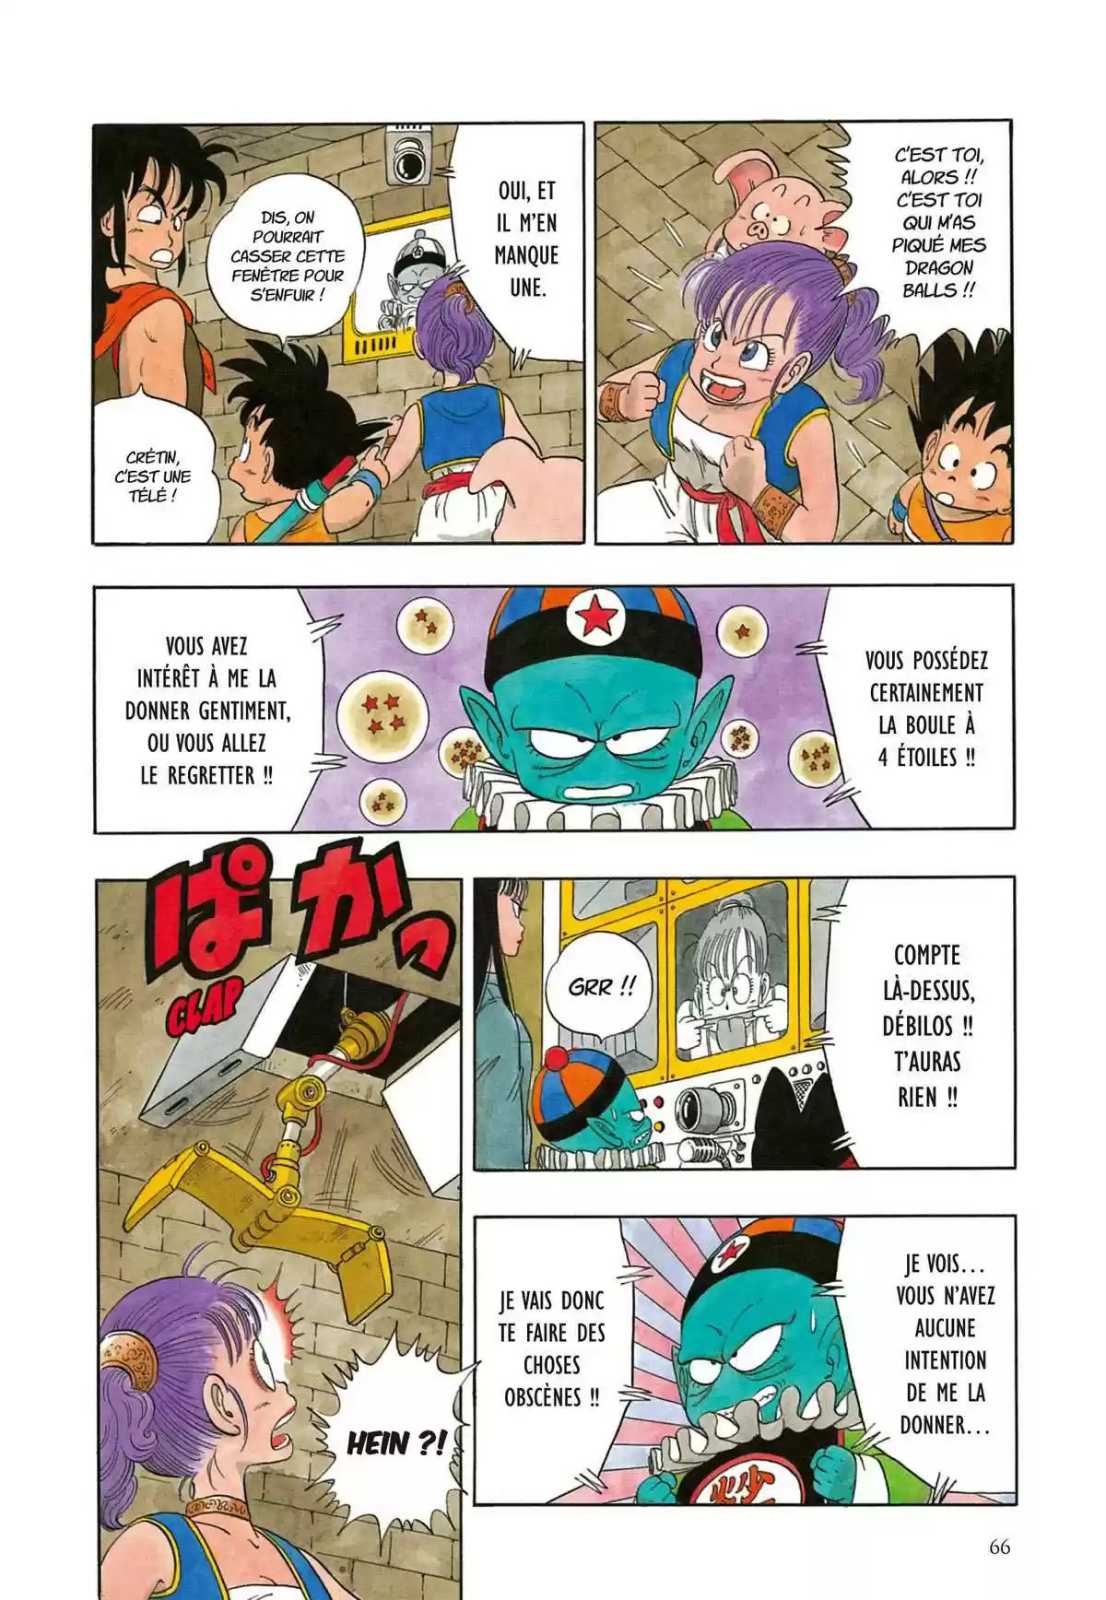 C'EST TOI,
ALORS !!
C'EST TOI
QUI M'AS
PIQUÉ MES
DRAGON
BALLS !!
OUI, ET
IL M'EN
MANQUE
UNE.
DIS, ON
POURRAIT
CASSER CETTE
FENÊTRE POUR
S'ENFUIR !
CRÉTIN,
C'EST UNE
TÉLÉ !
VOUS POSSÉDEZ
CERTAINEMENT
LA BOULE À
4 ÉTOILES !!
VOUS AVEZ
INTÉRÊT À ME LA
DONNER GENTIMENT,
OU VOUS ALLEZ
LE REGRETTER !!
COMPTE
LÀ-DESSUS,
DÉBILOS !!
T'AURAS
RIEN !!
GRR !!
JE VOIS...
VOUS N'AVEZ
AUCUNE
INTENTION
DE ME LA
DONNER...
JE VAIS DONC
TE FAIRE DES
CHOSES
OBSCÈNES !!
ぱかっ
CLAP
HEIN ?!
66